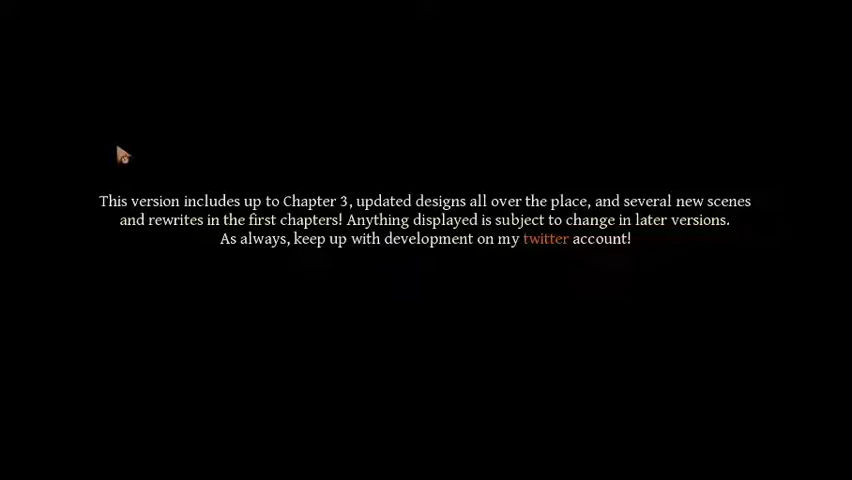 This version includes up to Chapter 3, updated designs all over the place, and several new scenes
and rewrites in the first chapters! Anything displayed is subject to change in later versions.
As always, keep up with development on my twitter account!